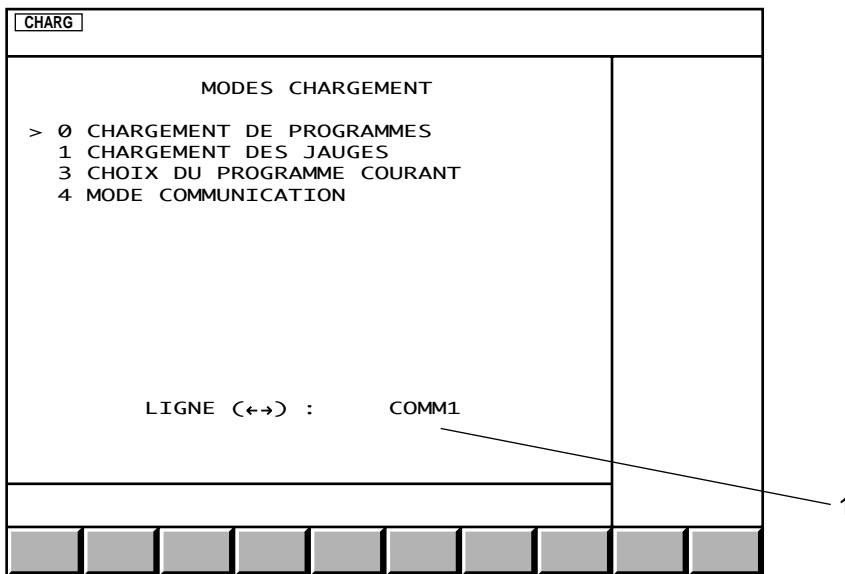 CHARG
MODES CHARGEMENT
> 0 CHARGEMENT DE PROGRAMMES
1 CHARGEMENT DES JAUGES
3 CHOIX DU PROGRAMME COURANT
4 MODE COMMUNICATION
LIGNE (←→) : COMM1
1